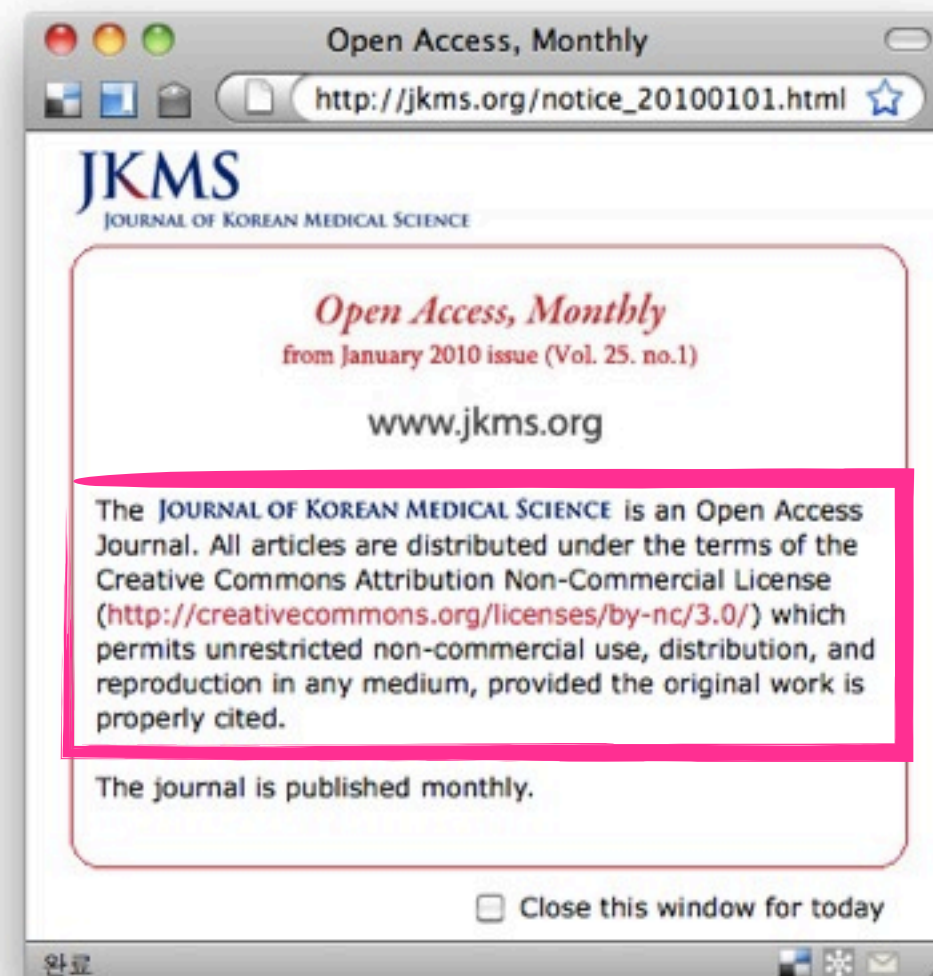 Open Access, Monthly
http://jkms.org/notice_20100101.html
JKMS
JOURNAL OF KOREAN MEDICAL SCIENCE
Open Access, Monthly
from January 2010 issue (Vol. 25. no.1)
www.jkms.org
The JOURNAL OF KOREAN MEDICAL SCIENCE is an Open Access
Journal. All articles are distributed under the terms of the
Creative Commons Attribution Non-Commercial License
(http://creativecommons.org/licenses/by-nc/3.0/) which
permits unrestricted non-commercial use, distribution, and
reproduction in any medium, provided the original work is
properly cited.
The journal is published monthly.
Close this window for today
완료